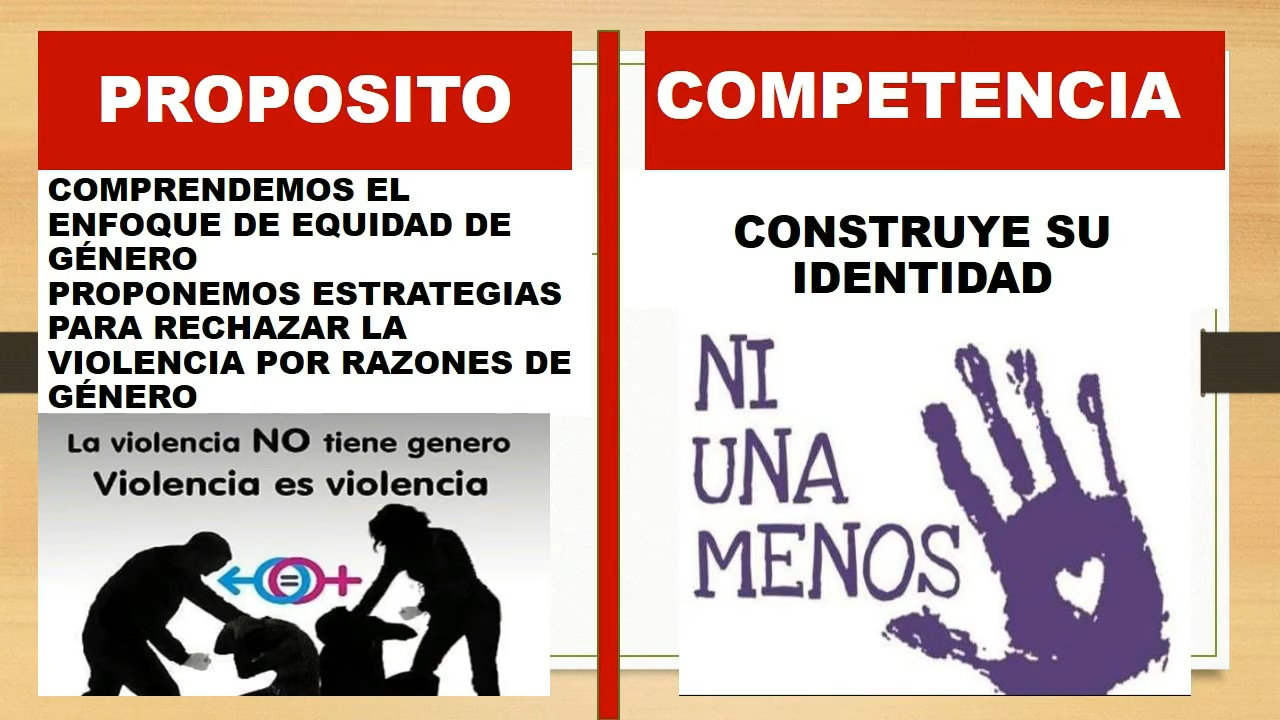 PROPOSITO
COMPRENDEMOS EL
ENFOQUE DE EQUIDAD DE
GÉNERO
PROPONEMOS ESTRATEGIAS
PARA RECHAZAR LA
VIOLENCIA POR RAZONES DE
GÉNERO
La violencia NO tiene genero
Violencia es violencia
COMPETENCIA
CONSTRUYE SU
IDENTIDAD
NI
UNA
MENOS